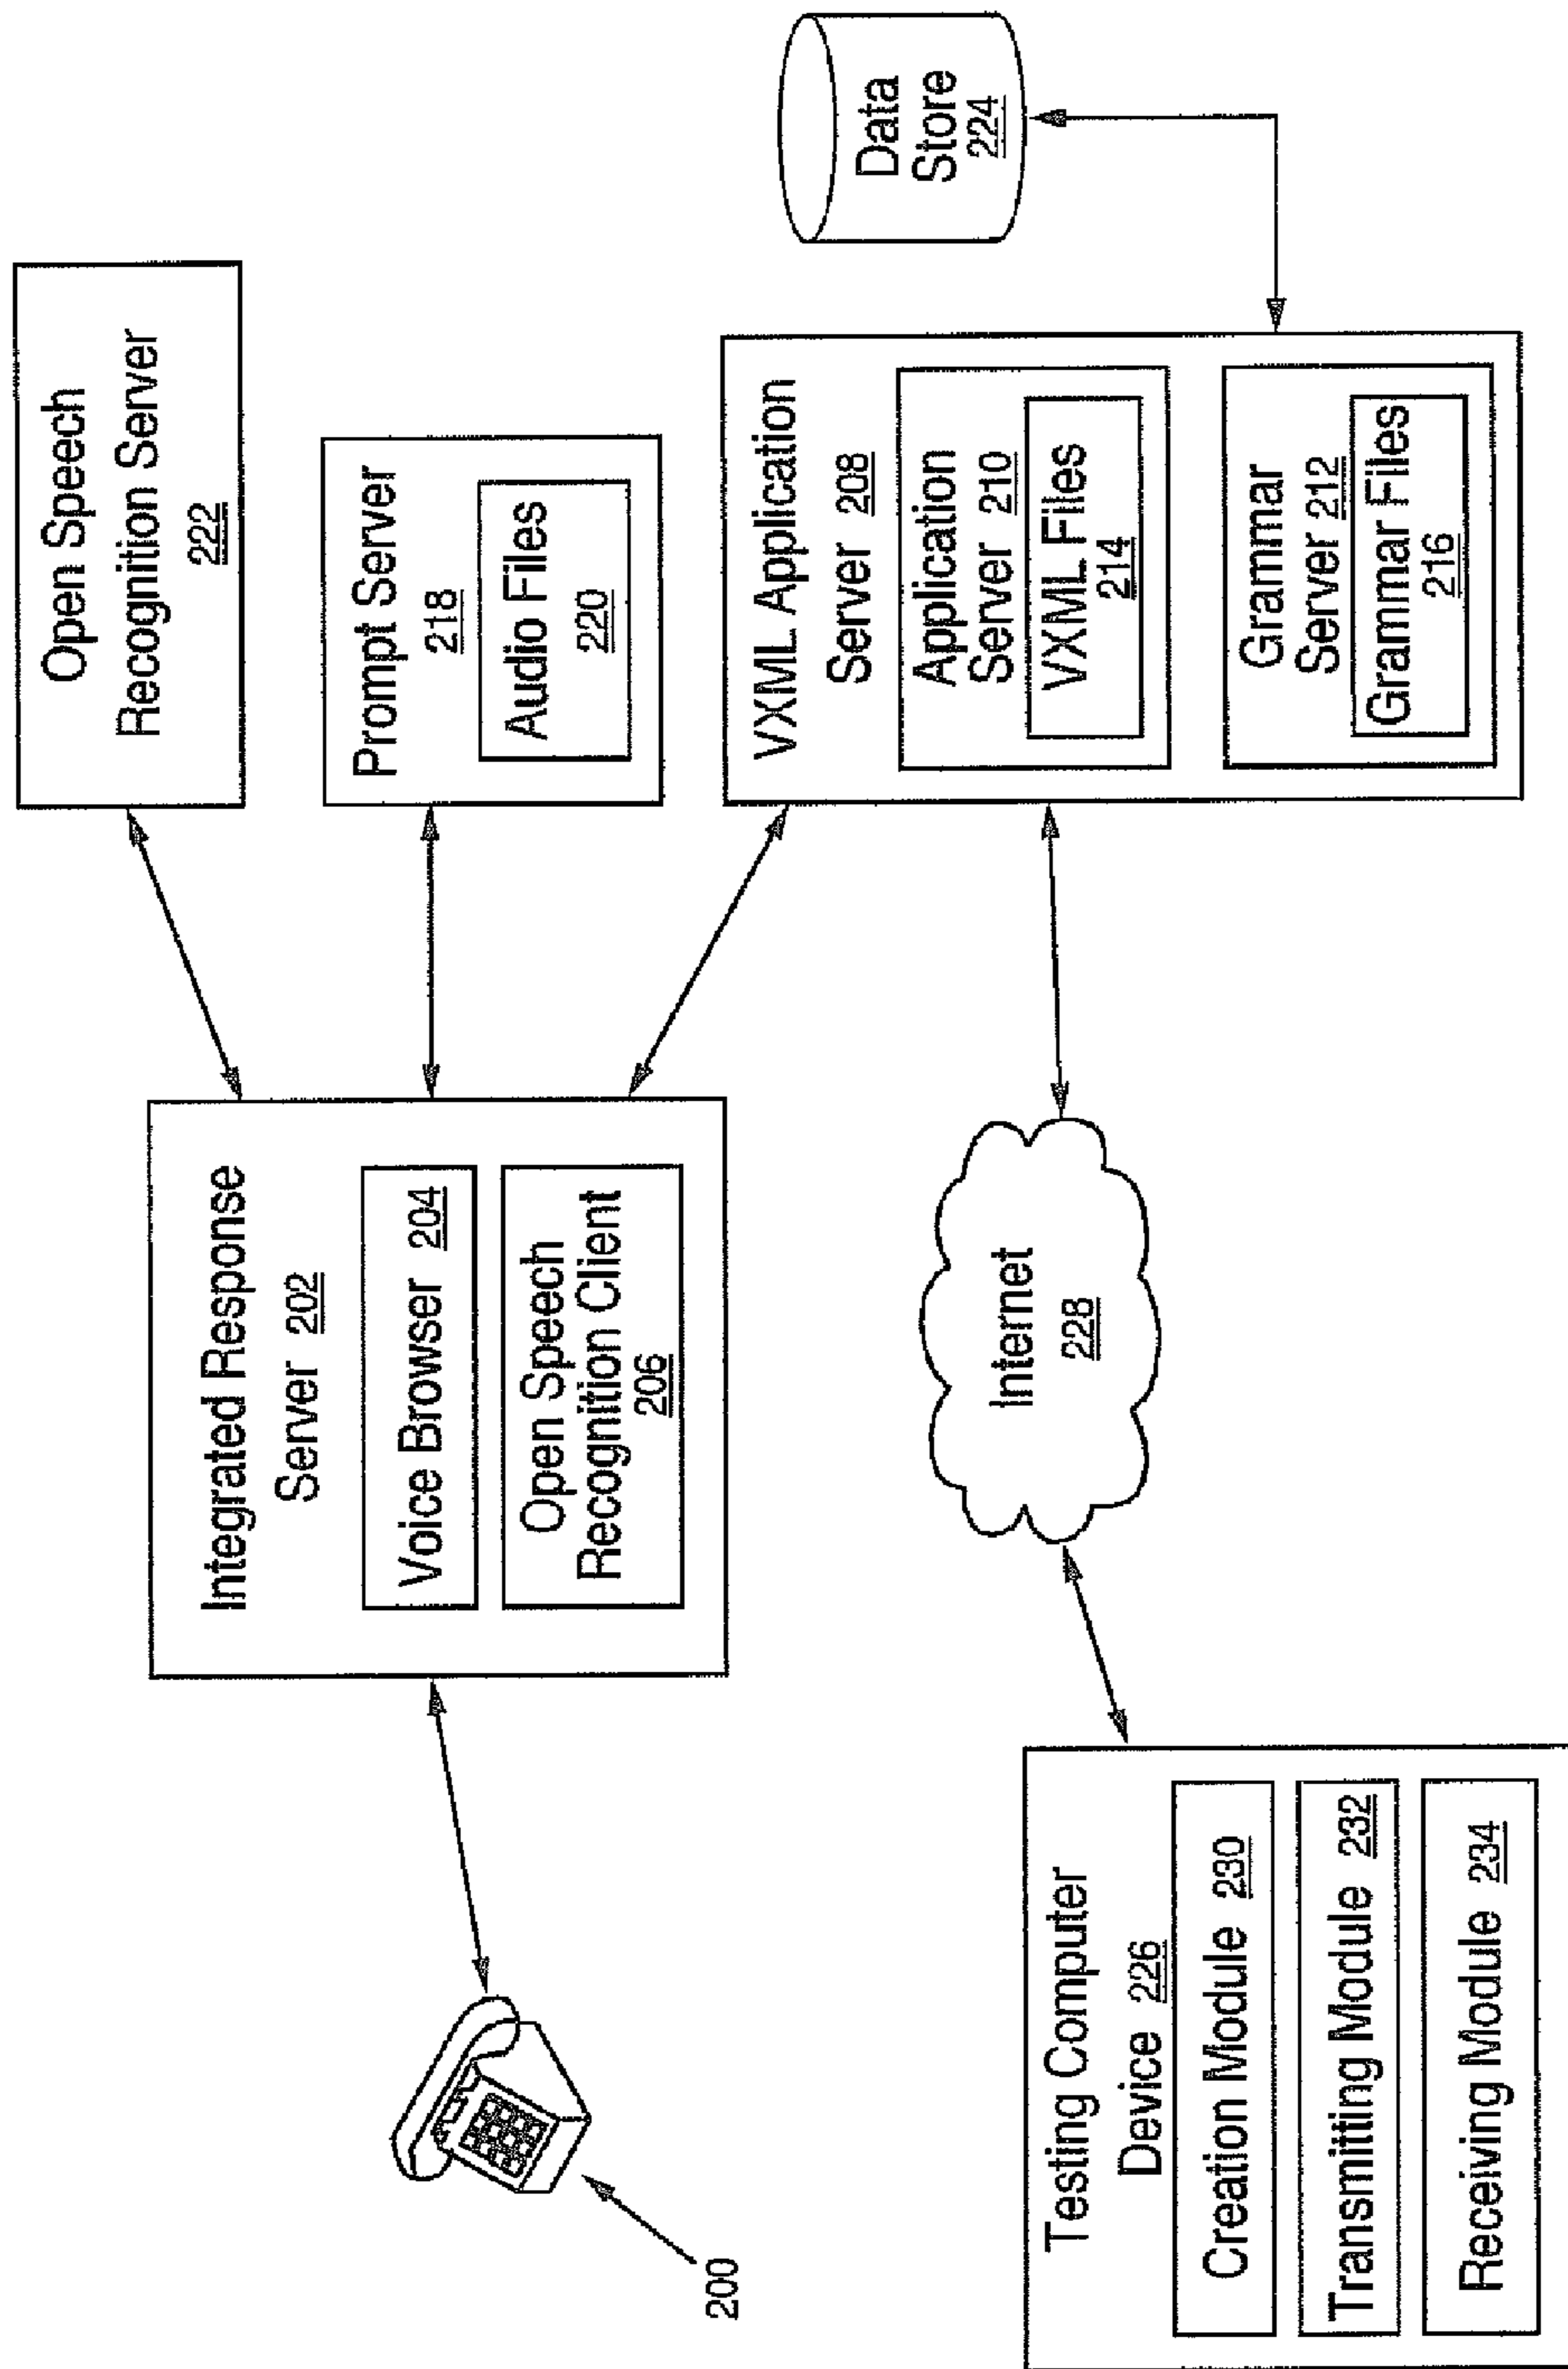 200
Integrated Response
Server 202
Voice Browser 204
Open Speech
Recognition Client
206
Open Speech
Recognition Server
222
Prompt Server
218
Audio Files
220
VXML Application
Server 208
Application
Server 210
VXML Files
214
Grammar
Server 212
Grammar Files
216
Data
Store
224
Internet
228
Testing Computer
Device 226
Creation Module 230
Transmitting Module 232
Receiving Module 234